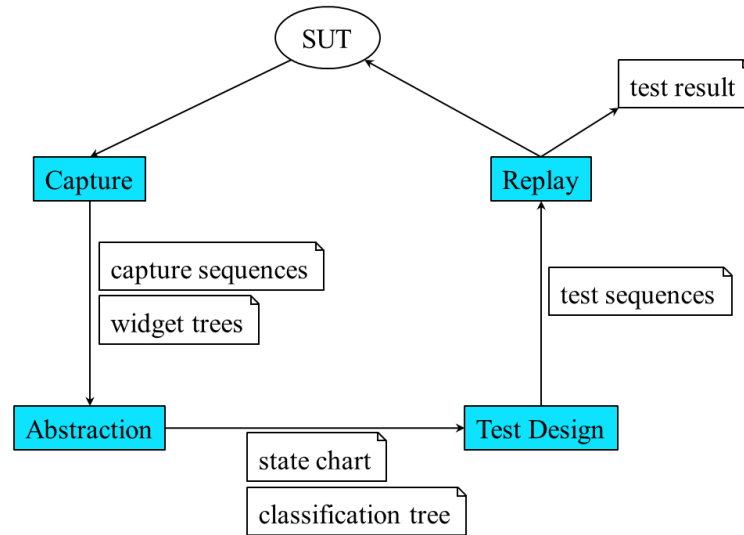 SUT
test result
Capture
Replay
capture sequences
widget trees
test sequences
Abstraction
Test Design
state chart
classification tree